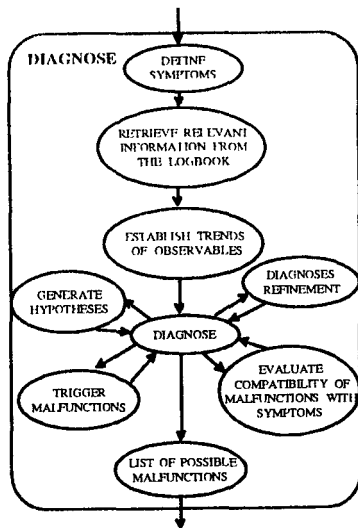 DIAGNOSE
DEFINE
SYMPTOMS
RETRIEVE RELEVANT
INFORMATION FROM
THE LOGBOOK
ESTABLISH TRENDS
OF OBSERVABLES
DIAGNOSES
REFINEMENT
GENERATE
HYPOTHESES
DIAGNOSE
TRIGGER
MALFUNCTIONS
EVALUATE
COMPATIBILITY OF
MALFUNCTIONS WITH
SYMPTOMS
LIST OF POSSIBLE
MALFUNCTIONS